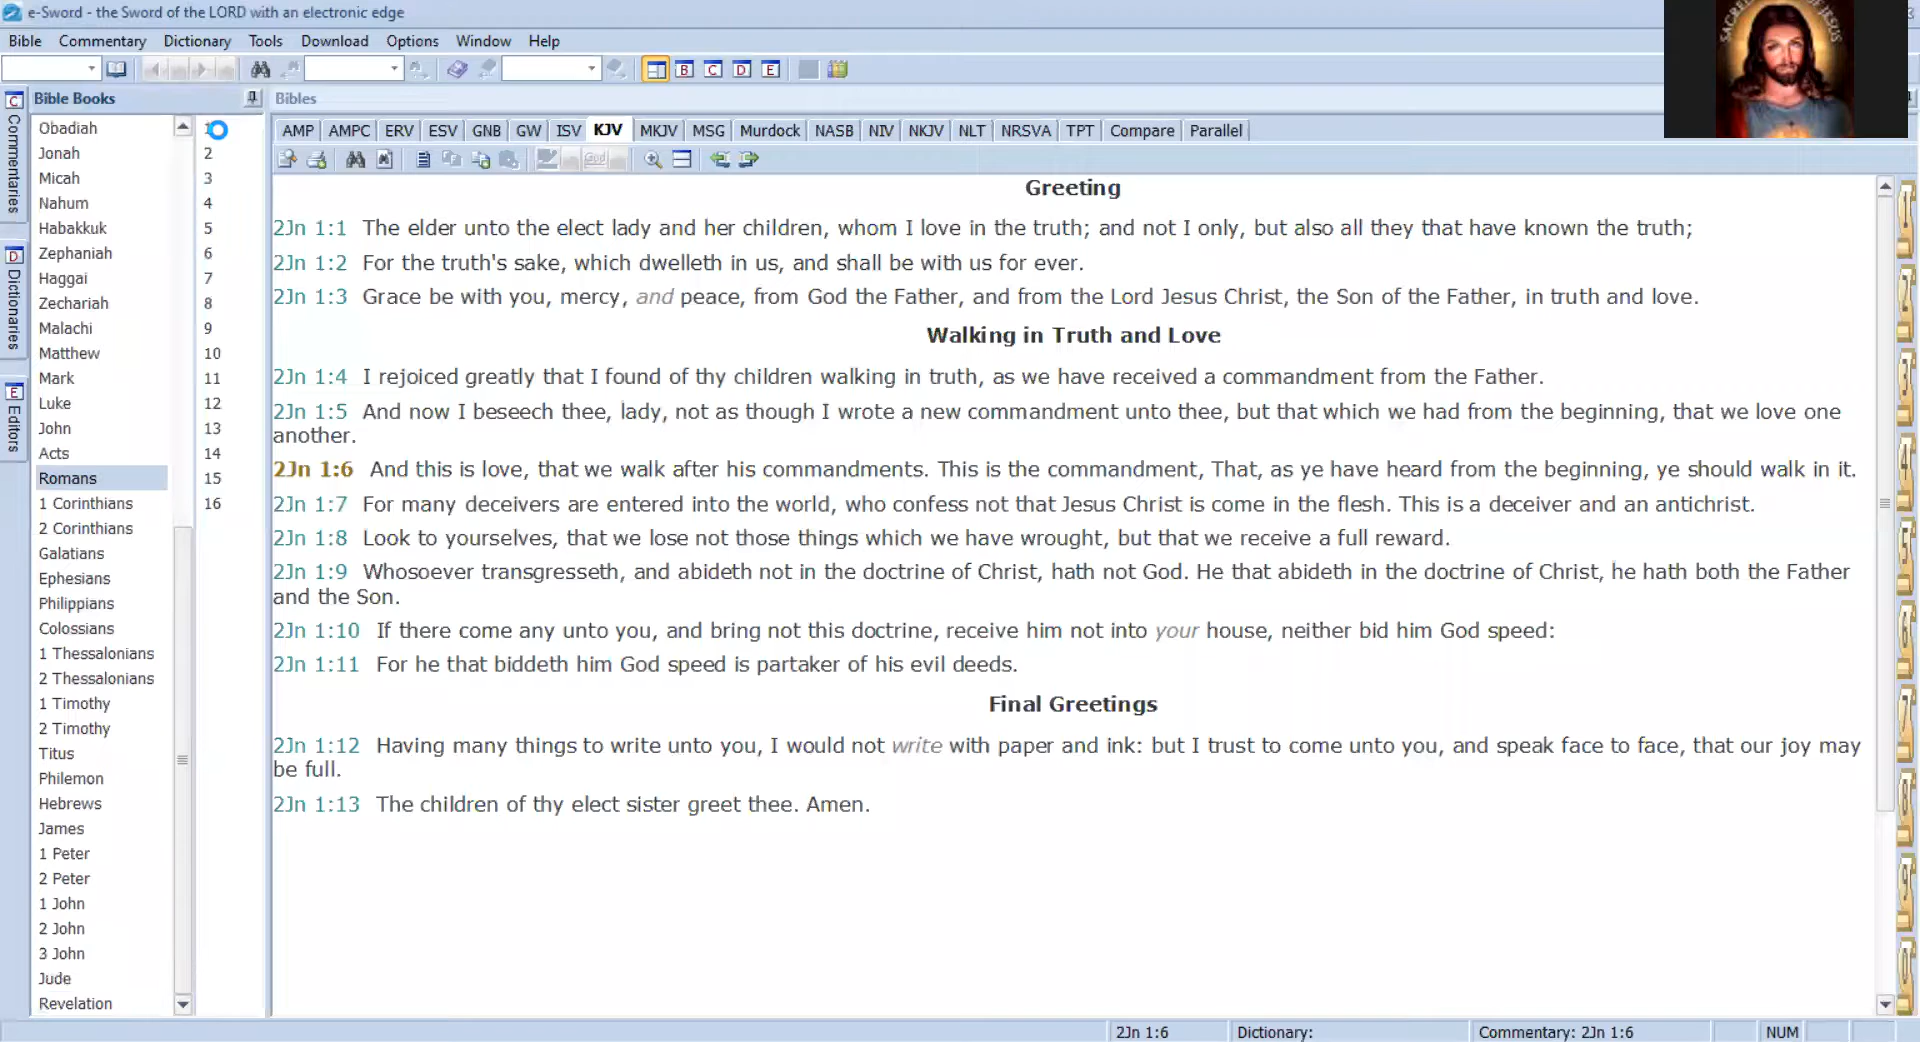 e-Sword - the Sword of the LORD with an electronic edge
Bible Commentary Dictionary Tools Download Options Window Help
B C D E
Bible Books
Bibles
C Commentaries
D Dictionaries
E Editors
Obadiah
Jonah 2
Micah 3
Nahum 4
Habakkuk 5
Zephaniah 6
Haggai 7
Zechariah 8
Malachi 9
Matthew 10
Mark 11
Luke 12
John 13
Acts 14
Romans 15
1 Corinthians 16
2 Corinthians
Galatians
Ephesians
Philippians
Colossians
1 Thessalonians
2 Thessalonians
1 Timothy
2 Timothy
Titus
Philemon
Hebrews
James
1 Peter
2 Peter
1 John
2 John
3 John
Jude
Revelation
AMP AMPC ERV ESV GNB GW ISV KJV MKJV MSG Murdock NASB NIV NKJV NLT NRSVA TPT Compare Parallel
God
Greeting
2Jn 1:1 The elder unto the elect lady and her children, whom I love in the truth; and not I only, but also all they that have known the truth;
2Jn 1:2 For the truth's sake, which dwelleth in us, and shall be with us for ever.
2Jn 1:3 Grace be with you, mercy, and peace, from God the Father, and from the Lord Jesus Christ, the Son of the Father, in truth and love.
Walking in Truth and Love
2Jn 1:4 I rejoiced greatly that I found of thy children walking in truth, as we have received a commandment from the Father.
2Jn 1:5 And now I beseech thee, lady, not as though I wrote a new commandment unto thee, but that which we had from the beginning, that we love one
another.
2Jn 1:6 And this is love, that we walk after his commandments. This is the commandment, That, as ye have heard from the beginning, ye should walk in it.
2Jn 1:7 For many deceivers are entered into the world, who confess not that Jesus Christ is come in the flesh. This is a deceiver and an antichrist.
2Jn 1:8 Look to yourselves, that we lose not those things which we have wrought, but that we receive a full reward.
2Jn 1:9 Whosoever transgresseth, and abideth not in the doctrine of Christ, hath not God. He that abideth in the doctrine of Christ, he hath both the Father
and the Son.
2Jn 1:10 If there come any unto you, and bring not this doctrine, receive him not into your house, neither bid him God speed:
2Jn 1:11 For he that biddeth him God speed is partaker of his evil deeds.
Final Greetings
2Jn 1:12 Having many things to write unto you, I would not write with paper and ink: but I trust to come unto you, and speak face to face, that our joy may
be full.
2Jn 1:13 The children of thy elect sister greet thee. Amen.
2Jn 1:6 Dictionary: Commentary: 2Jn 1:6 NUM